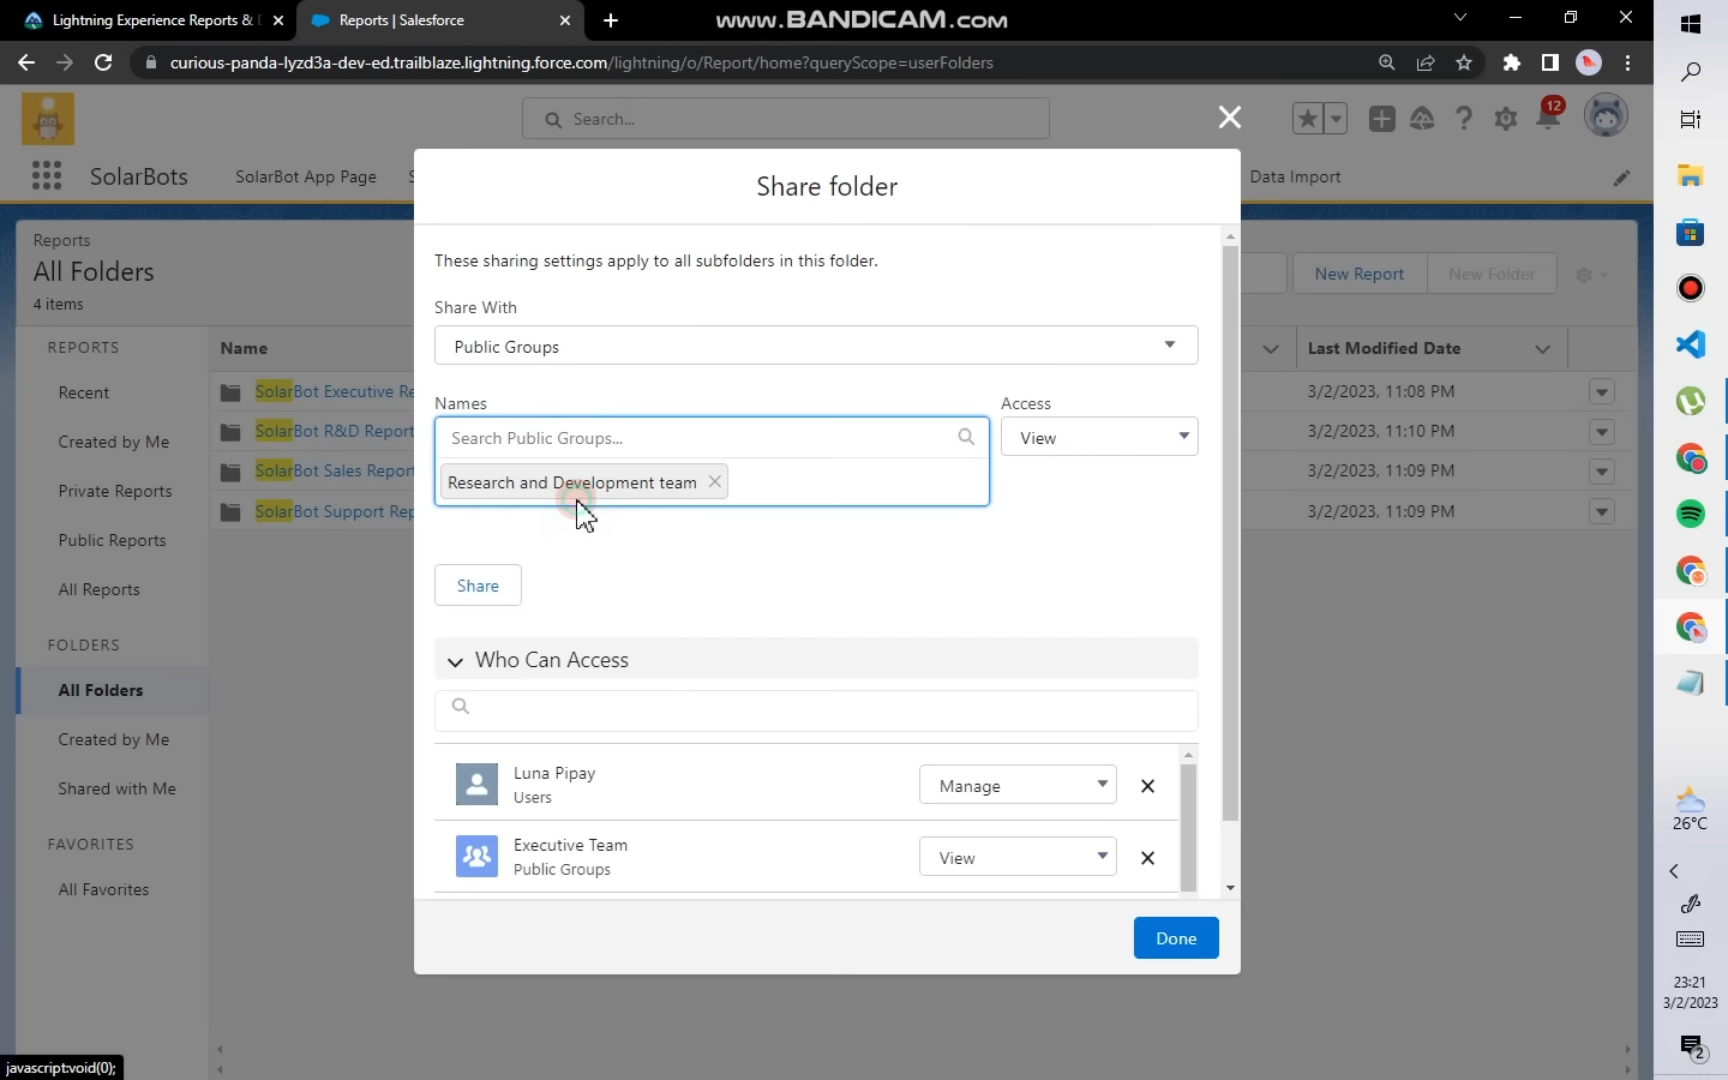 Lightning Experience Reports & D
Reports | Salesforce
www.BANDICAM.com
curious-panda-lyzd3a-dev-ed.trailblaze.lightning.force.com/lightning/o/Report/home?queryScope=userFolders
Search...
12
SolarBots
SolarBot App Page
Data Import
Reports
All Folders
4 items
New Report
New Folder
REPORTS
Recent
Created by Me
Private Reports
Public Reports
All Reports
FOLDERS
All Folders
Created by Me
Shared with Me
FAVORITES
All Favorites
Name
Last Modified Date
SolarBot Executive Re
3/2/2023, 11:08 PM
SolarBot R&D Report
3/2/2023, 11:10 PM
SolarBot Sales Report
3/2/2023, 11:09 PM
SolarBot Support Rep
3/2/2023, 11:09 PM
Share folder
These sharing settings apply to all subfolders in this folder.
Share With
Public Groups
Names
Access
Search Public Groups...
View
Research and Development team
Share
Who Can Access
Luna Pipay
Users
Manage
Executive Team
Public Groups
View
Done
javascript:void(0);
26°C
23:21
3/2/2023
2